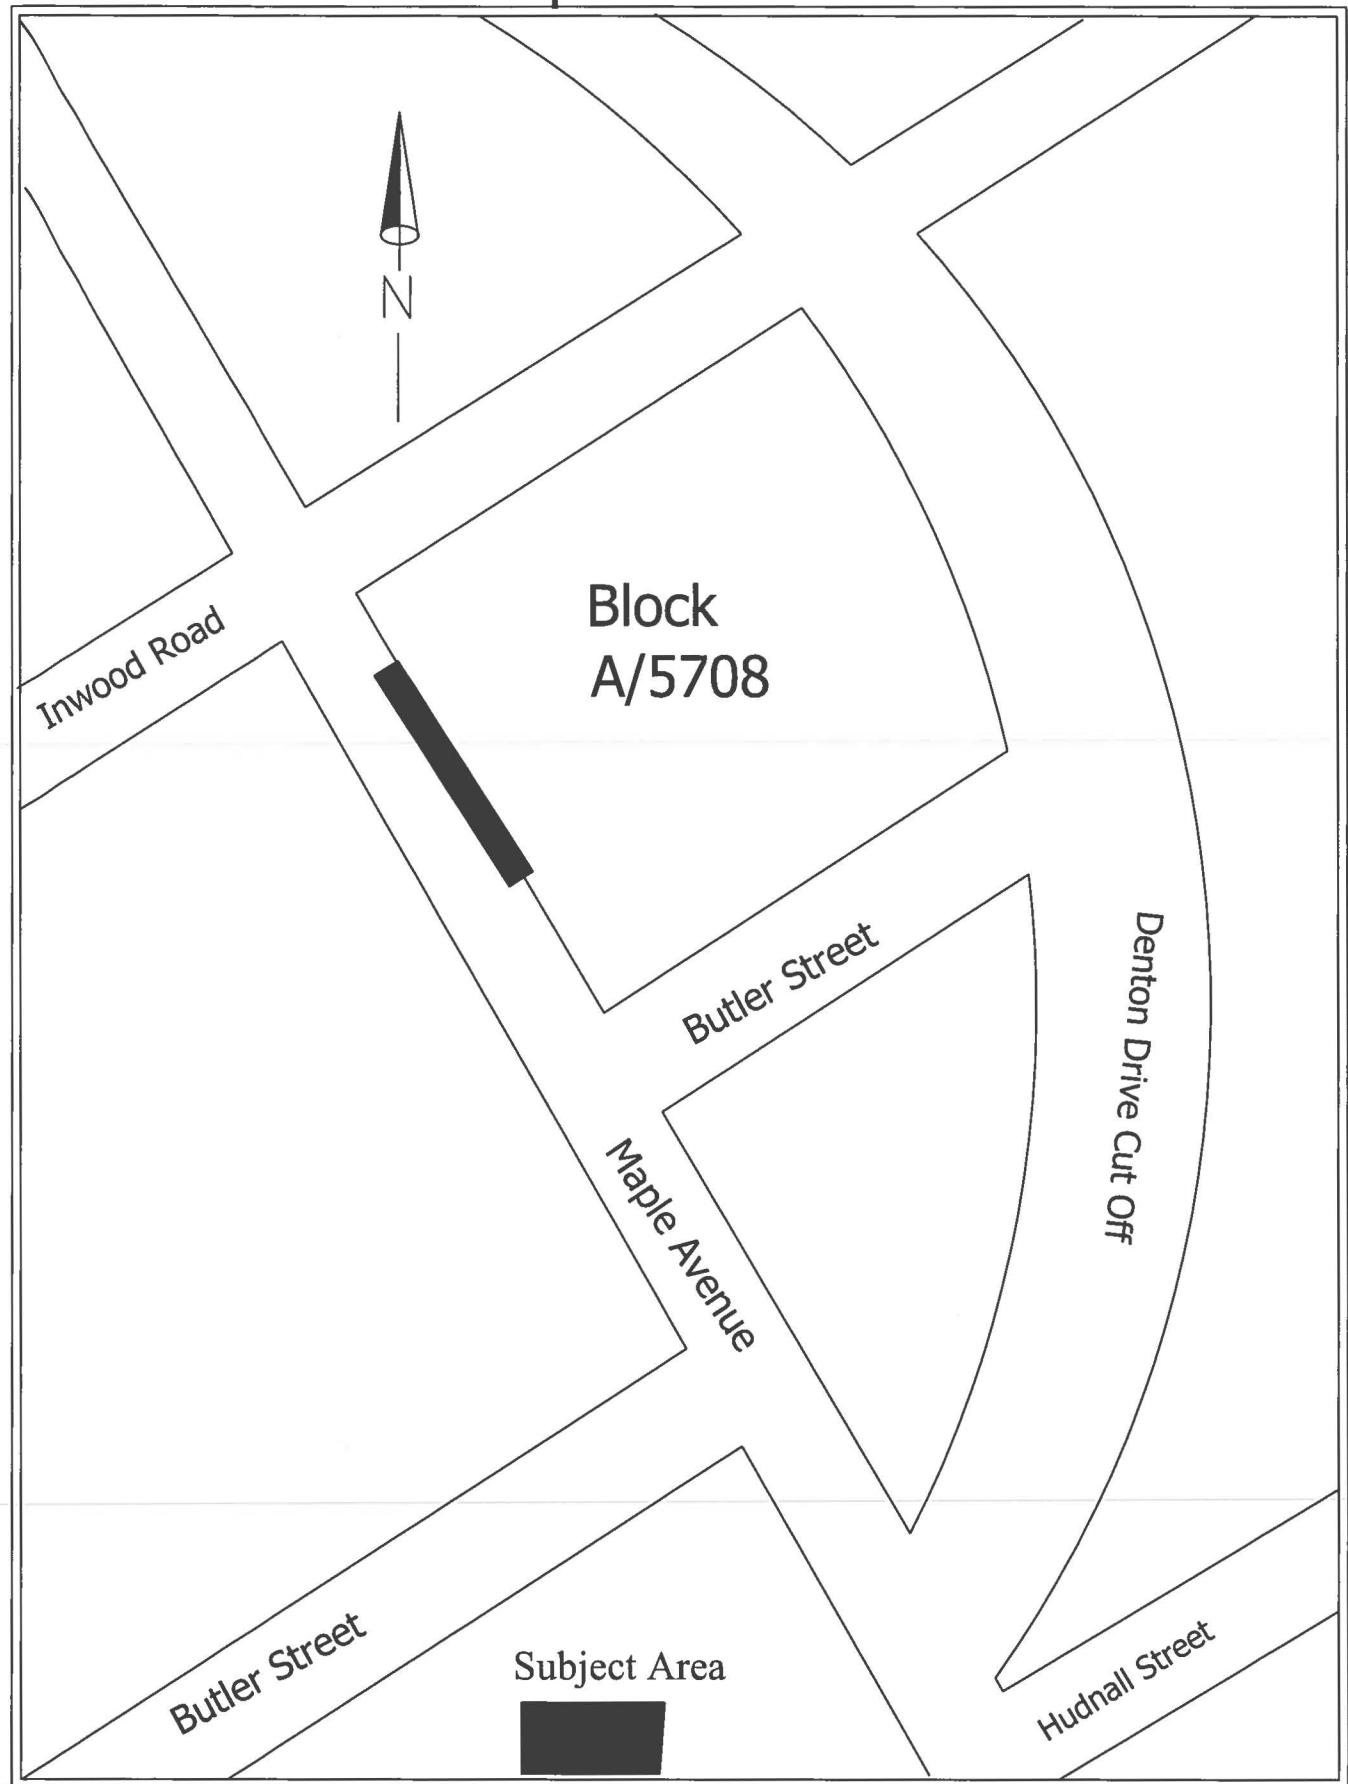 N
Block
A/5708
Inwood Road
Butler Street
Denton Drive Cut Off
Maple Avenue
Butler Street
Subject Area
Hudnall Street